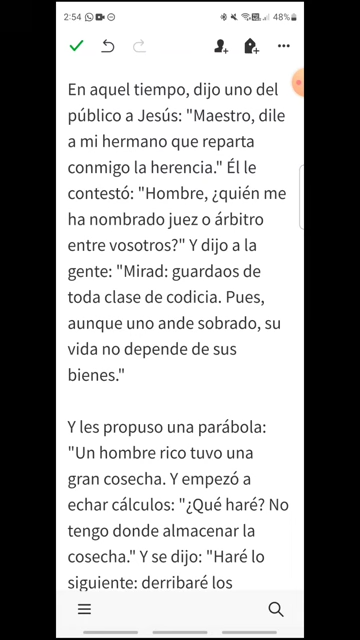 2:54
48%
En aquel tiempo, dijo uno del
público a Jesús: "Maestro, dile
a mi hermano que reparta
conmigo la herencia." Él le
contestó: "Hombre, ¿quién me
ha nombrado juez o árbitro
entre vosotros?" Y dijo a la
gente: "Mirad: guardaos de
toda clase de codicia. Pues,
aunque uno ande sobrado, su
vida no depende de sus
bienes."
Y les propuso una parábola:
"Un hombre rico tuvo una
gran cosecha. Y empezó a
echar cálculos: "¿Qué haré? No
tengo donde almacenar la
cosecha." Y se dijo: "Haré lo
siguiente: derribaré los